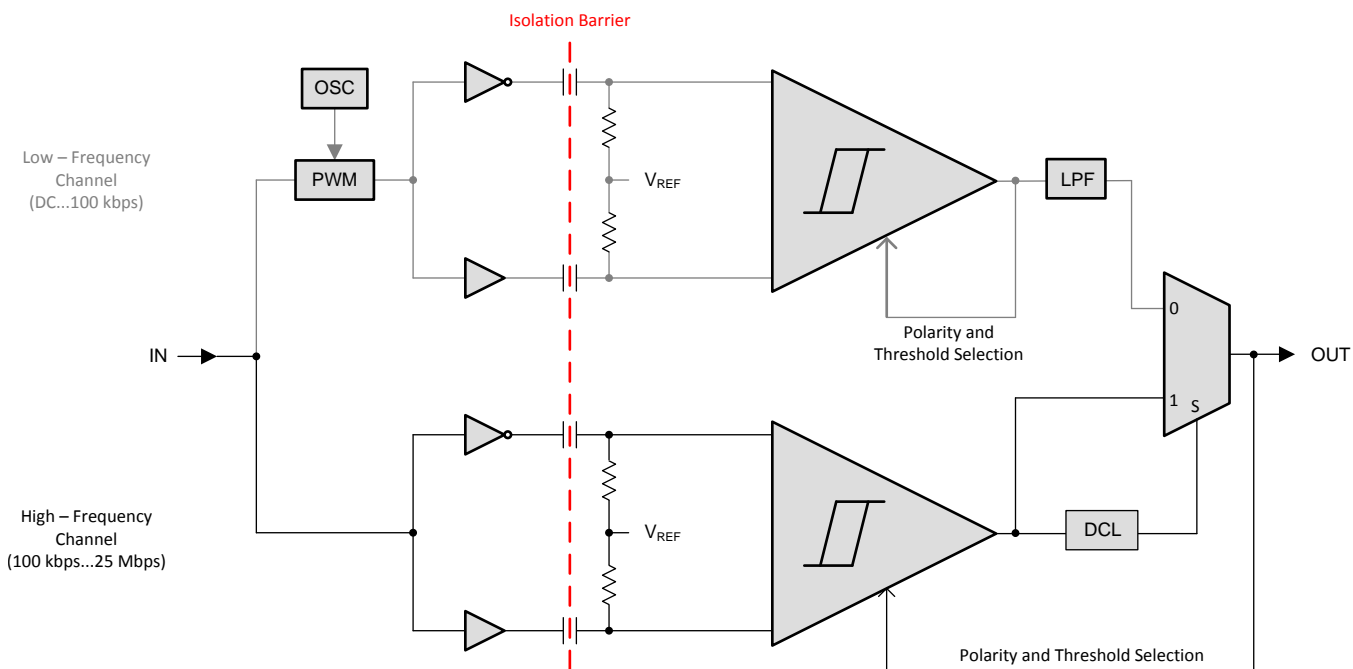 Isolation Barrier
OSC
Low – Frequency
Channel
(DC...100 kbps)
PWM
VREF
LPF
0
Polarity and
Threshold Selection
IN
OUT
1
S
High – Frequency
Channel
(100 kbps...25 Mbps)
VREF
DCL
Polarity and Threshold Selection